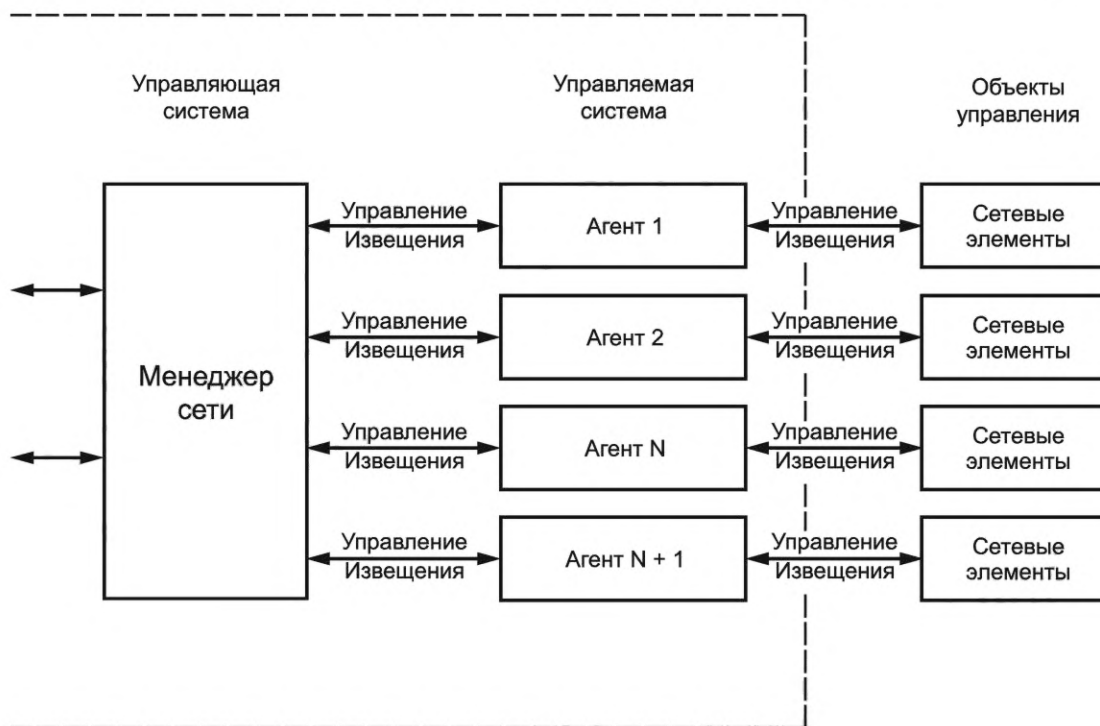 Управляющая
система
Управляемая
система
Объекты
управления
Менеджер
сети
Управление
Извещения
Агент 1
Управление
Извещения
Сетевые
элементы
Управление
Извещения
Агент 2
Управление
Извещения
Сетевые
элементы
Управление
Извещения
Агент N
Управление
Извещения
Сетевые
элементы
Управление
Извещения
Агент N + 1
Управление
Извещения
Сетевые
элементы